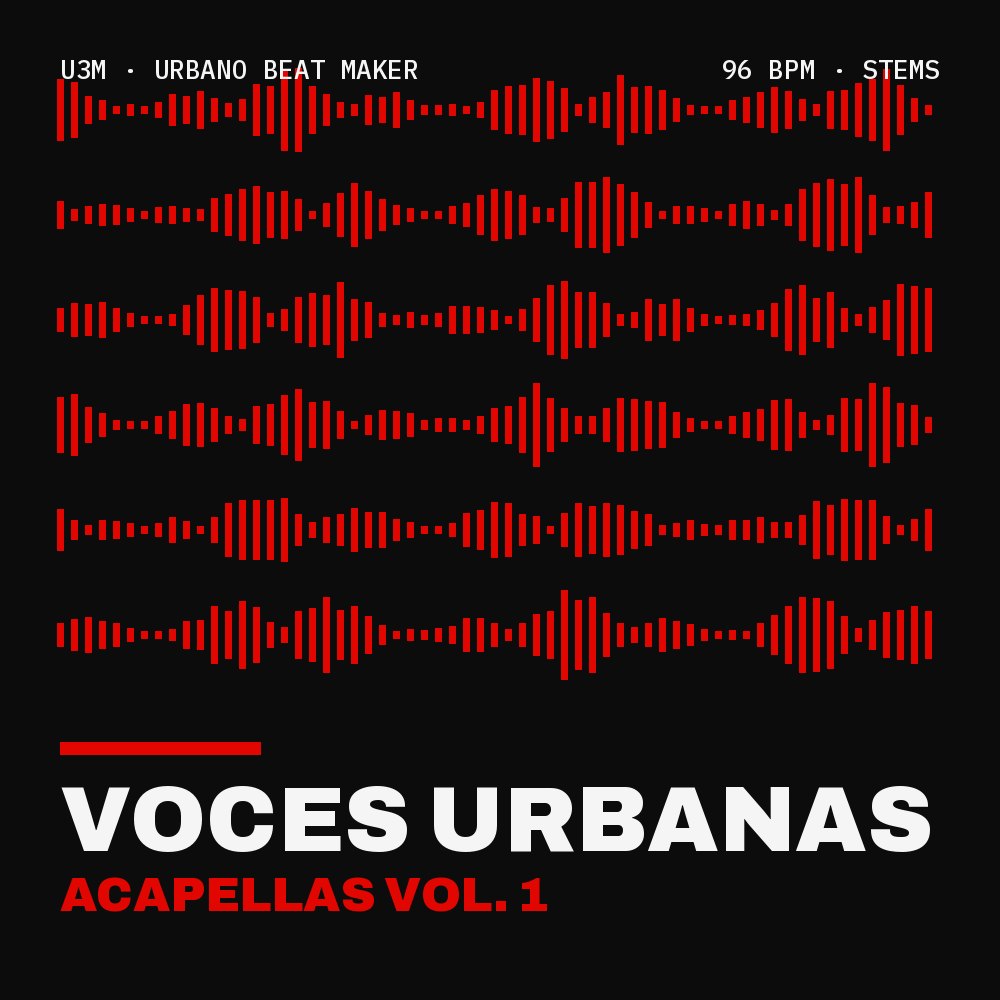 U3M · URBANO BEAT MAKER
96 BPM · STEMS
VOCES URBANAS
ACAPELLAS VOL. 1